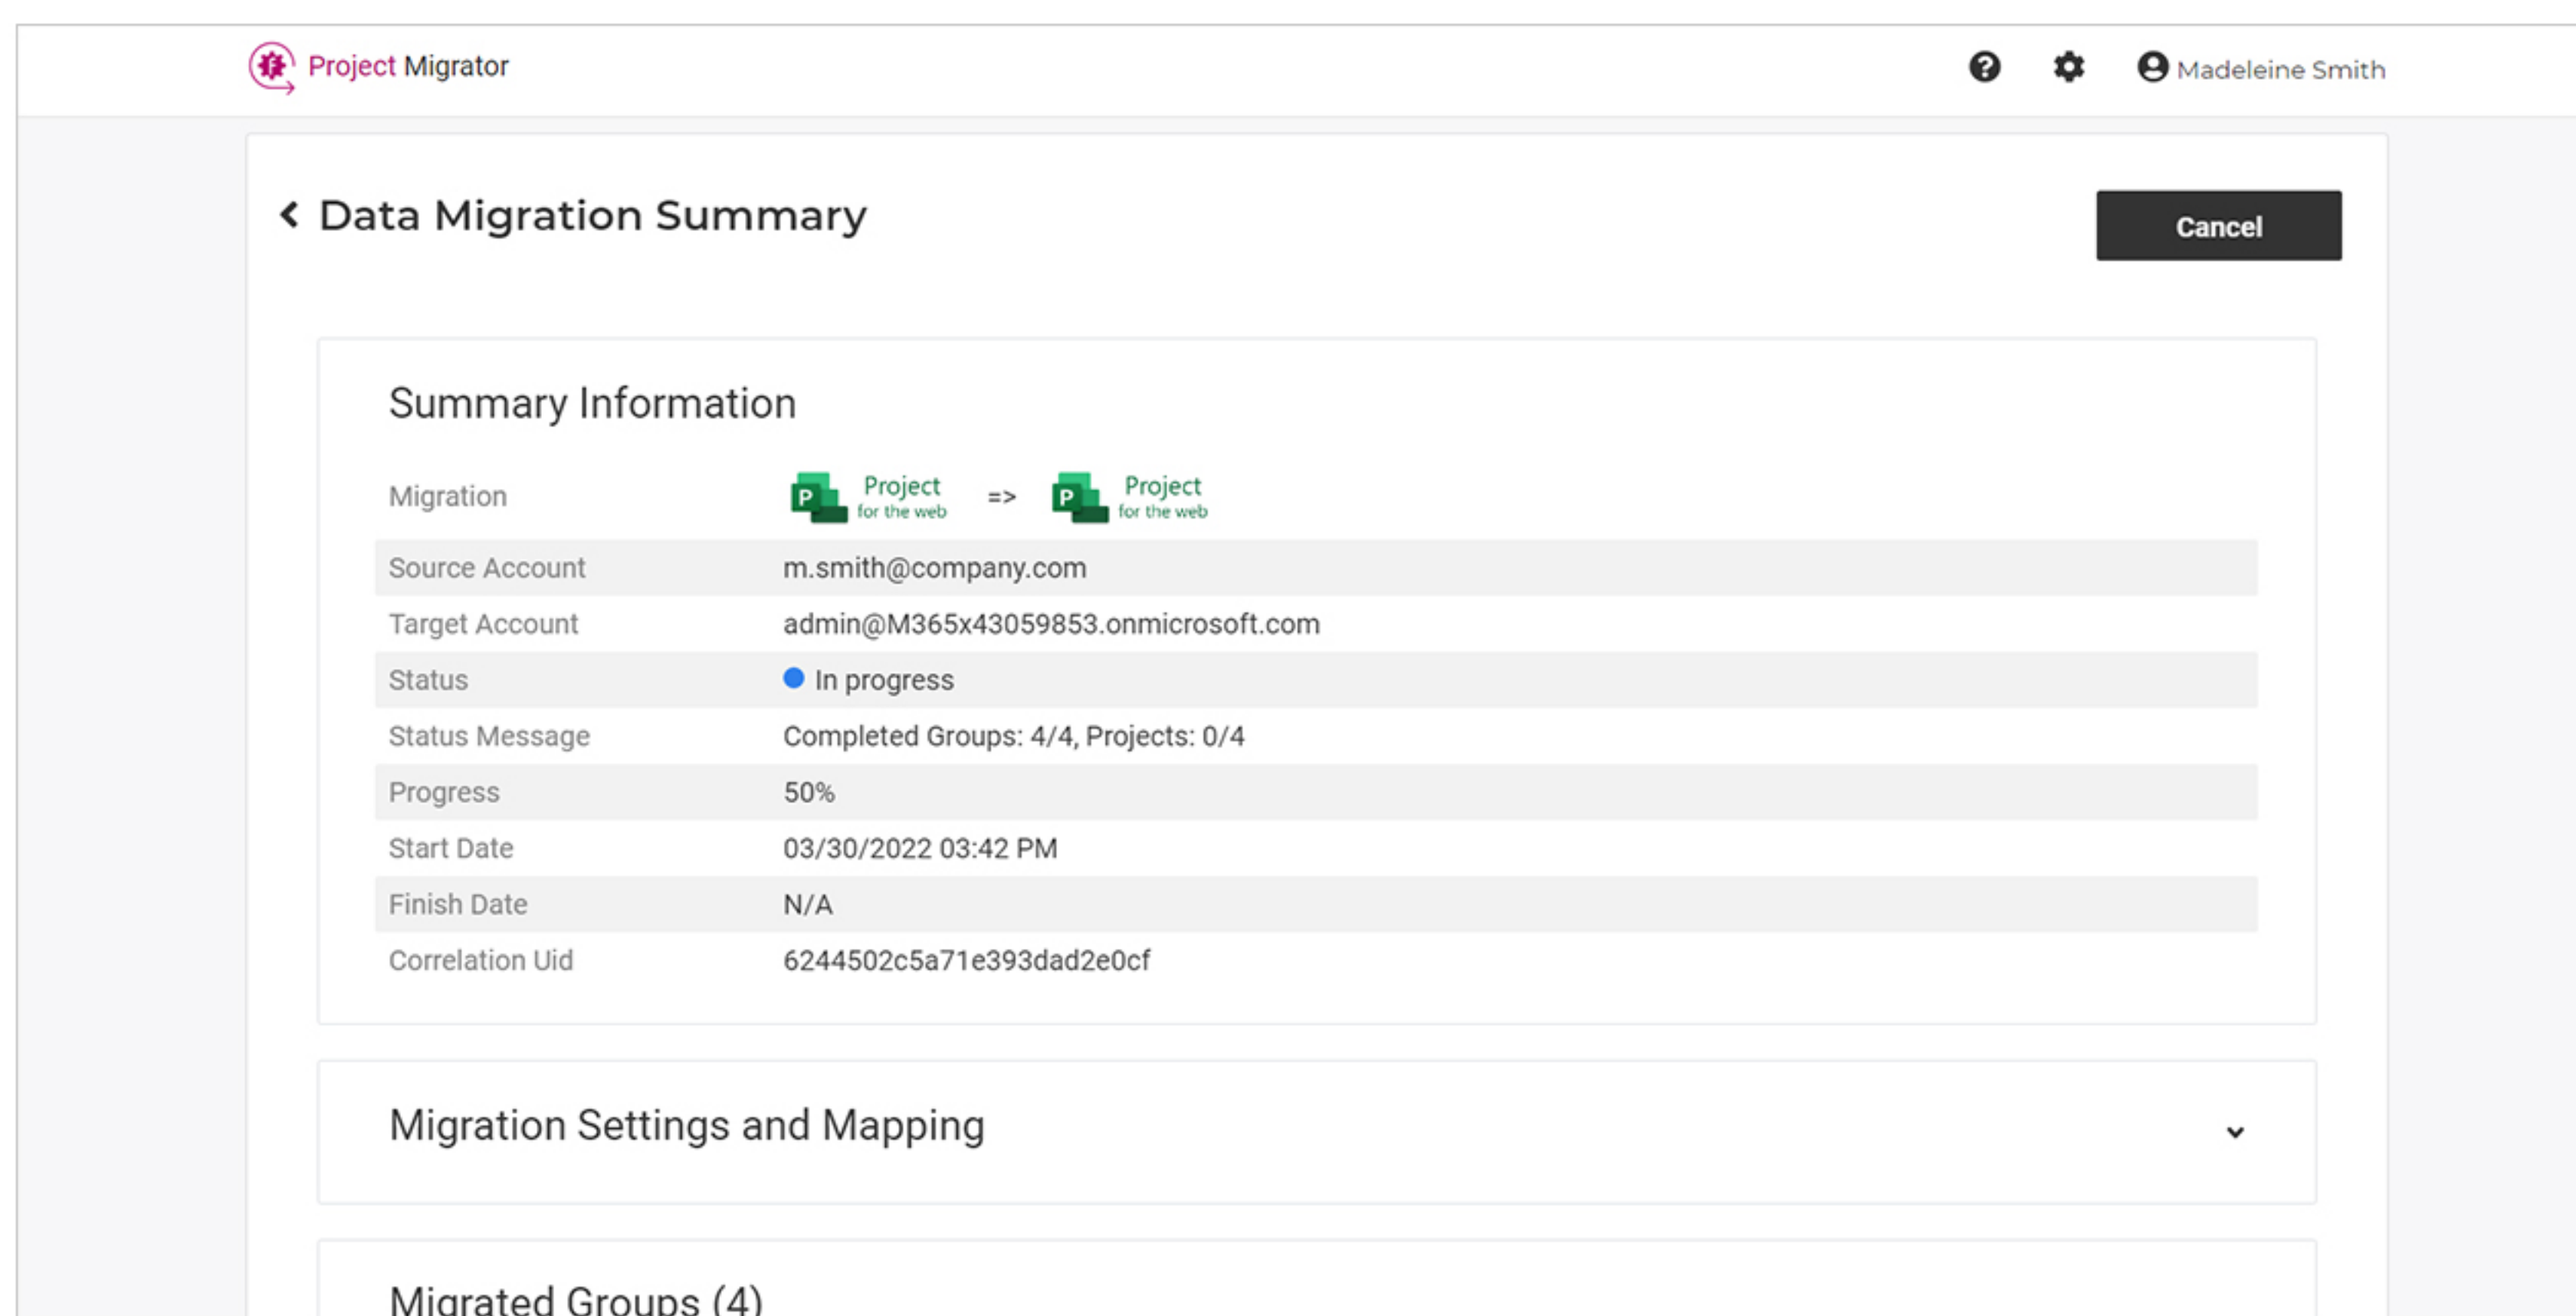 Project Migrator
Madeleine Smith
Data Migration Summary
Cancel
Summary Information
Migration
P Project for the web => P Project for the web
Source Account m.smith@company.com
Target Account admin@M365x43059853.onmicrosoft.com
Status In progress
Status Message Completed Groups: 4/4, Projects: 0/4
Progress 50%
Start Date 03/30/2022 03:42 PM
Finish Date N/A
Correlation Uid 6244502c5a71e393dad2e0cf
Migration Settings and Mapping
Migrated Groups (4)